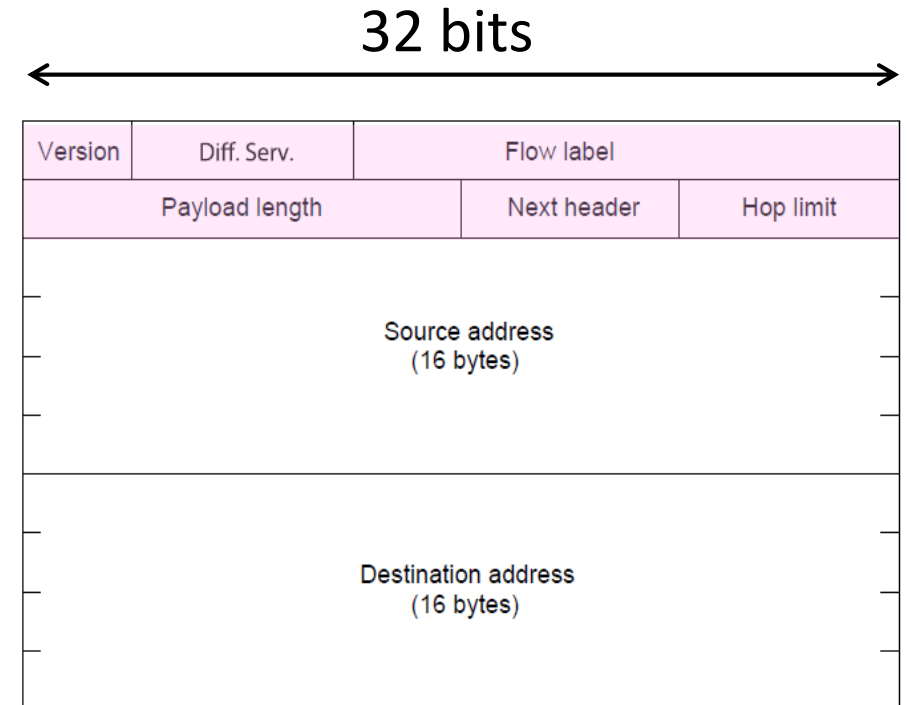 32 bits
Version Diff. Serv. Flow label
Payload length Next header Hop limit
Source address
(16 bytes)
Destination address
(16 bytes)